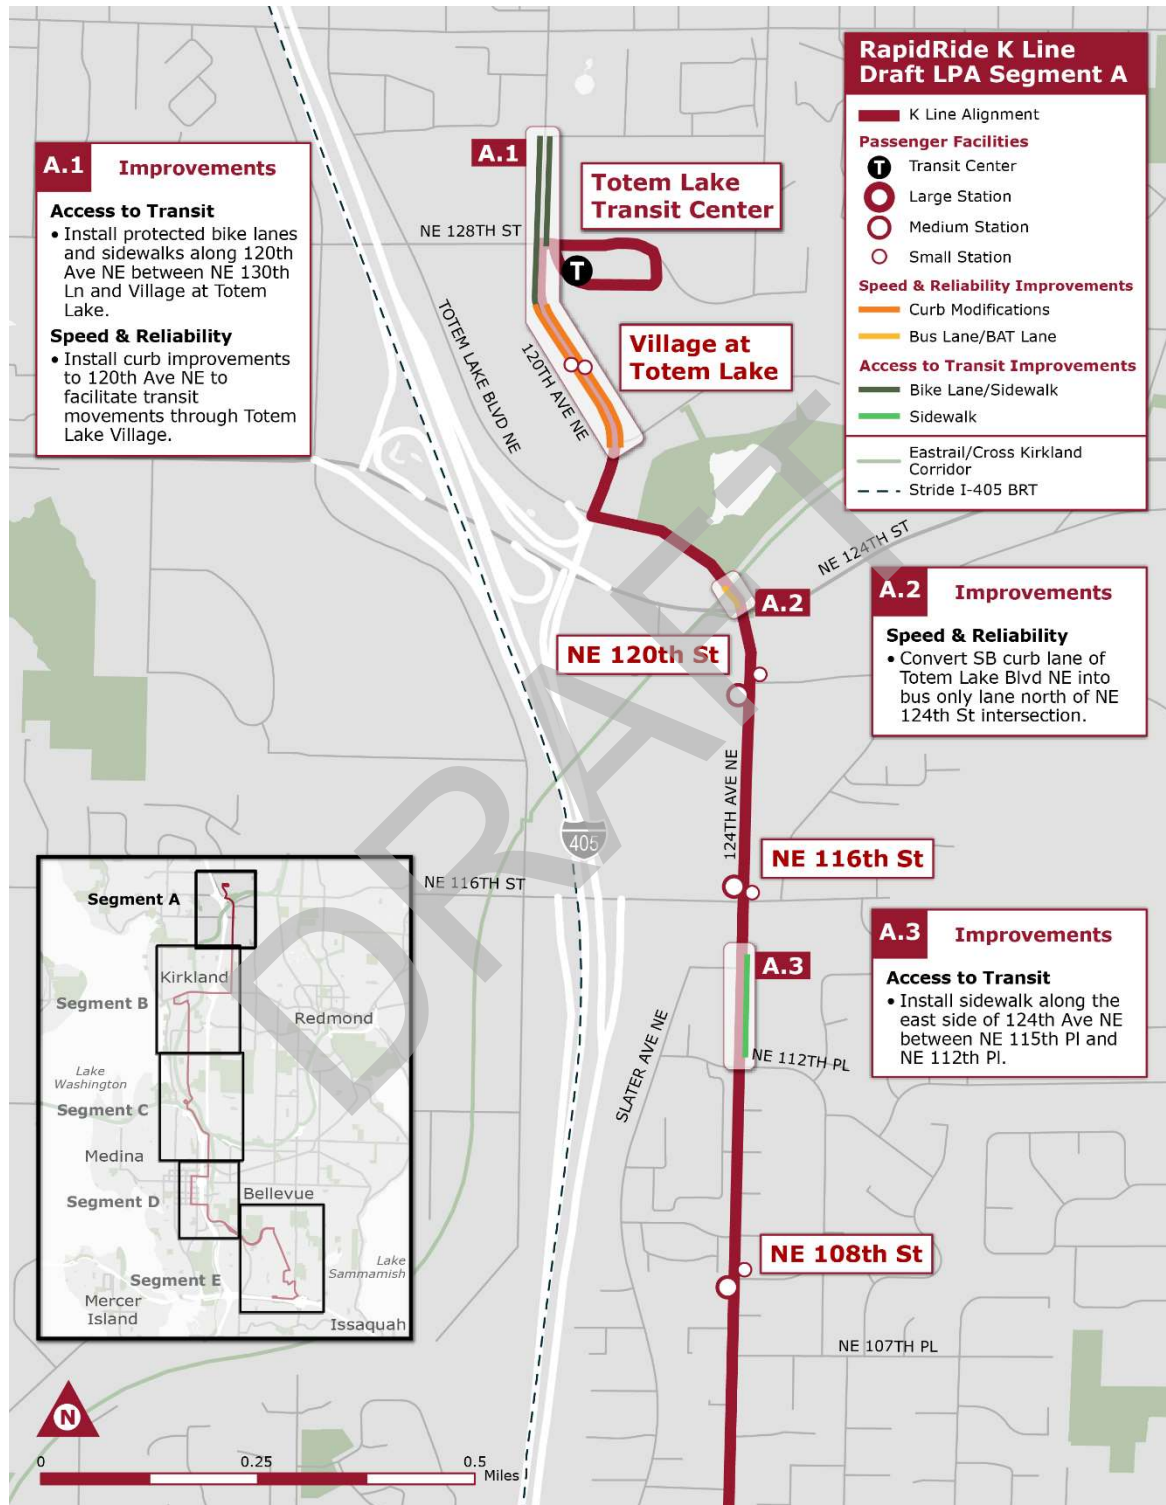 RapidRide K Line
Draft LPA Segment A
K Line Alignment
Passenger Facilities
T
Transit Center
Large Station
Medium Station
Small Station
Speed & Reliability Improvements
Curb Modifications
Bus Lane/BAT Lane
Access to Transit Improvements
Bike Lane/Sidewalk
Sidewalk
Eastrail/Cross Kirkland
Corridor
Stride I-405 BRT
A.1 Improvements
Access to Transit
• Install protected bike lanes
and sidewalks along 120th
Ave NE between NE 130th
Ln and Village at Totem
Lake.
Speed & Reliability
• Install curb improvements
to 120th Ave NE to
facilitate transit
movements through Totem
Lake Village.
A.1
Totem Lake
Transit Center
NE 128TH ST
T
TOTEM LAKE BLVD NE
120TH AVE NE
Village at
Totem Lake
NE 124TH ST
A.2
A.2 Improvements
Speed & Reliability
• Convert SB curb lane of
Totem Lake Blvd NE into
bus only lane north of NE
124th St intersection.
NE 120th St
124TH AVE NE
405
NE 116th St
NE 116TH ST
A.3
A.3 Improvements
Access to Transit
• Install sidewalk along the
east side of 124th Ave NE
between NE 115th Pl and
NE 112th Pl.
SLATER AVE NE
NE 112TH PL
NE 108th St
NE 107TH PL
DRAFT
Segment A
Kirkland
Segment B
Redmond
Lake
Washington
Segment C
Medina
Segment D
Bellevue
Segment E
Lake
Sammamish
Mercer
Island
Issaquah
N
0 0.25 0.5
Miles